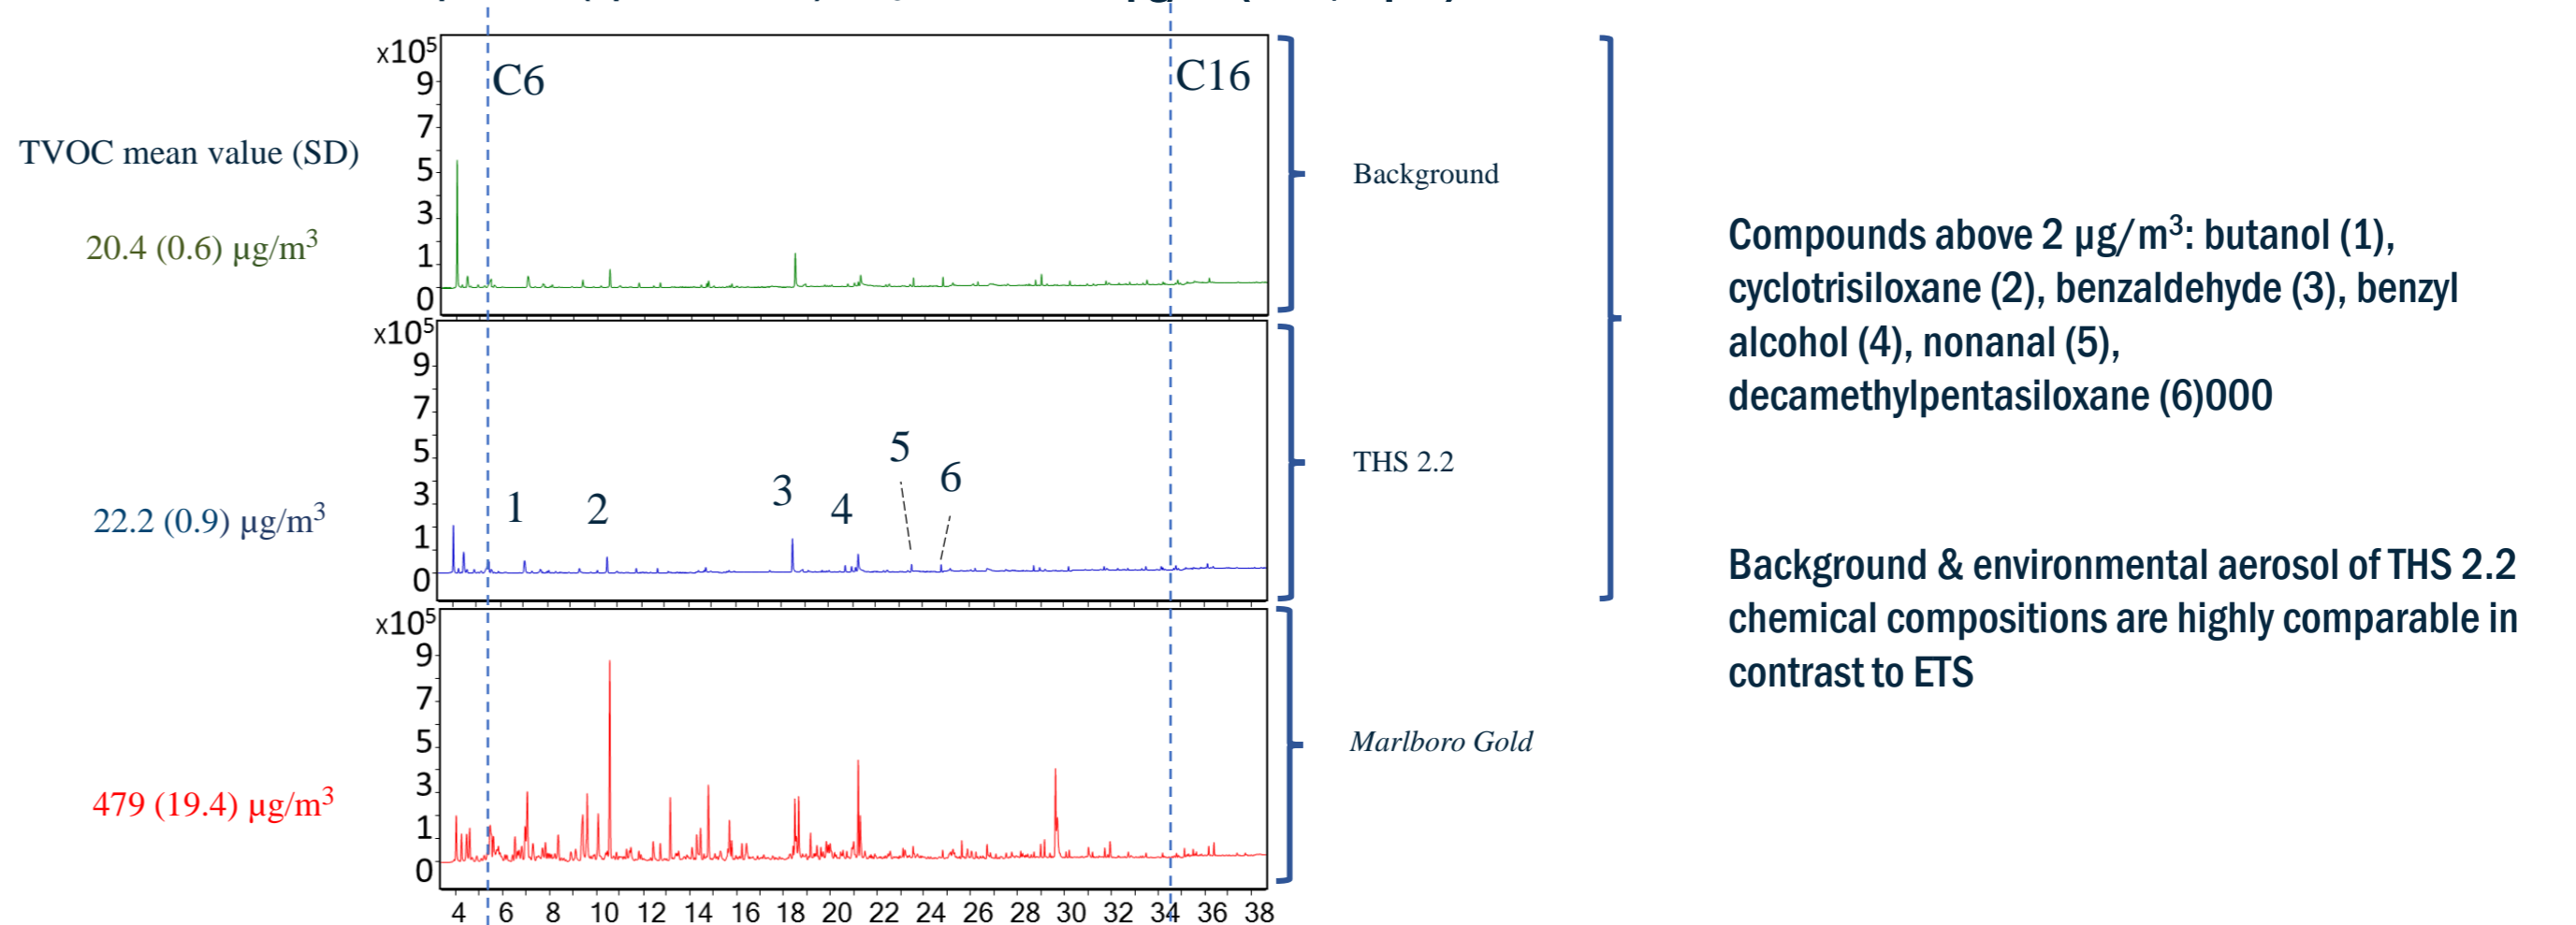 x10⁵
9
C6
C16
7
TVOC mean value (SD)
5
Background
3
20.4 (0.6) µg/m³
1
0
x10⁵
9
7
5
5
THS 2.2
6
3
3
1
2
4
22.2 (0.9) µg/m³
1
0
x10⁵
9
7
5
Marlboro Gold
3
479 (19.4) µg/m³
1
0
4 6 8 10 12 14 16 18 20 22 24 26 28 30 32 34 36 38
Compounds above 2 µg/m³: butanol (1),
cyclotrisiloxane (2), benzaldehyde (3), benzyl
alcohol (4), nonanal (5),
decamethylpentasiloxane (6)000
Background & environmental aerosol of THS 2.2
chemical compositions are highly comparable in
contrast to ETS